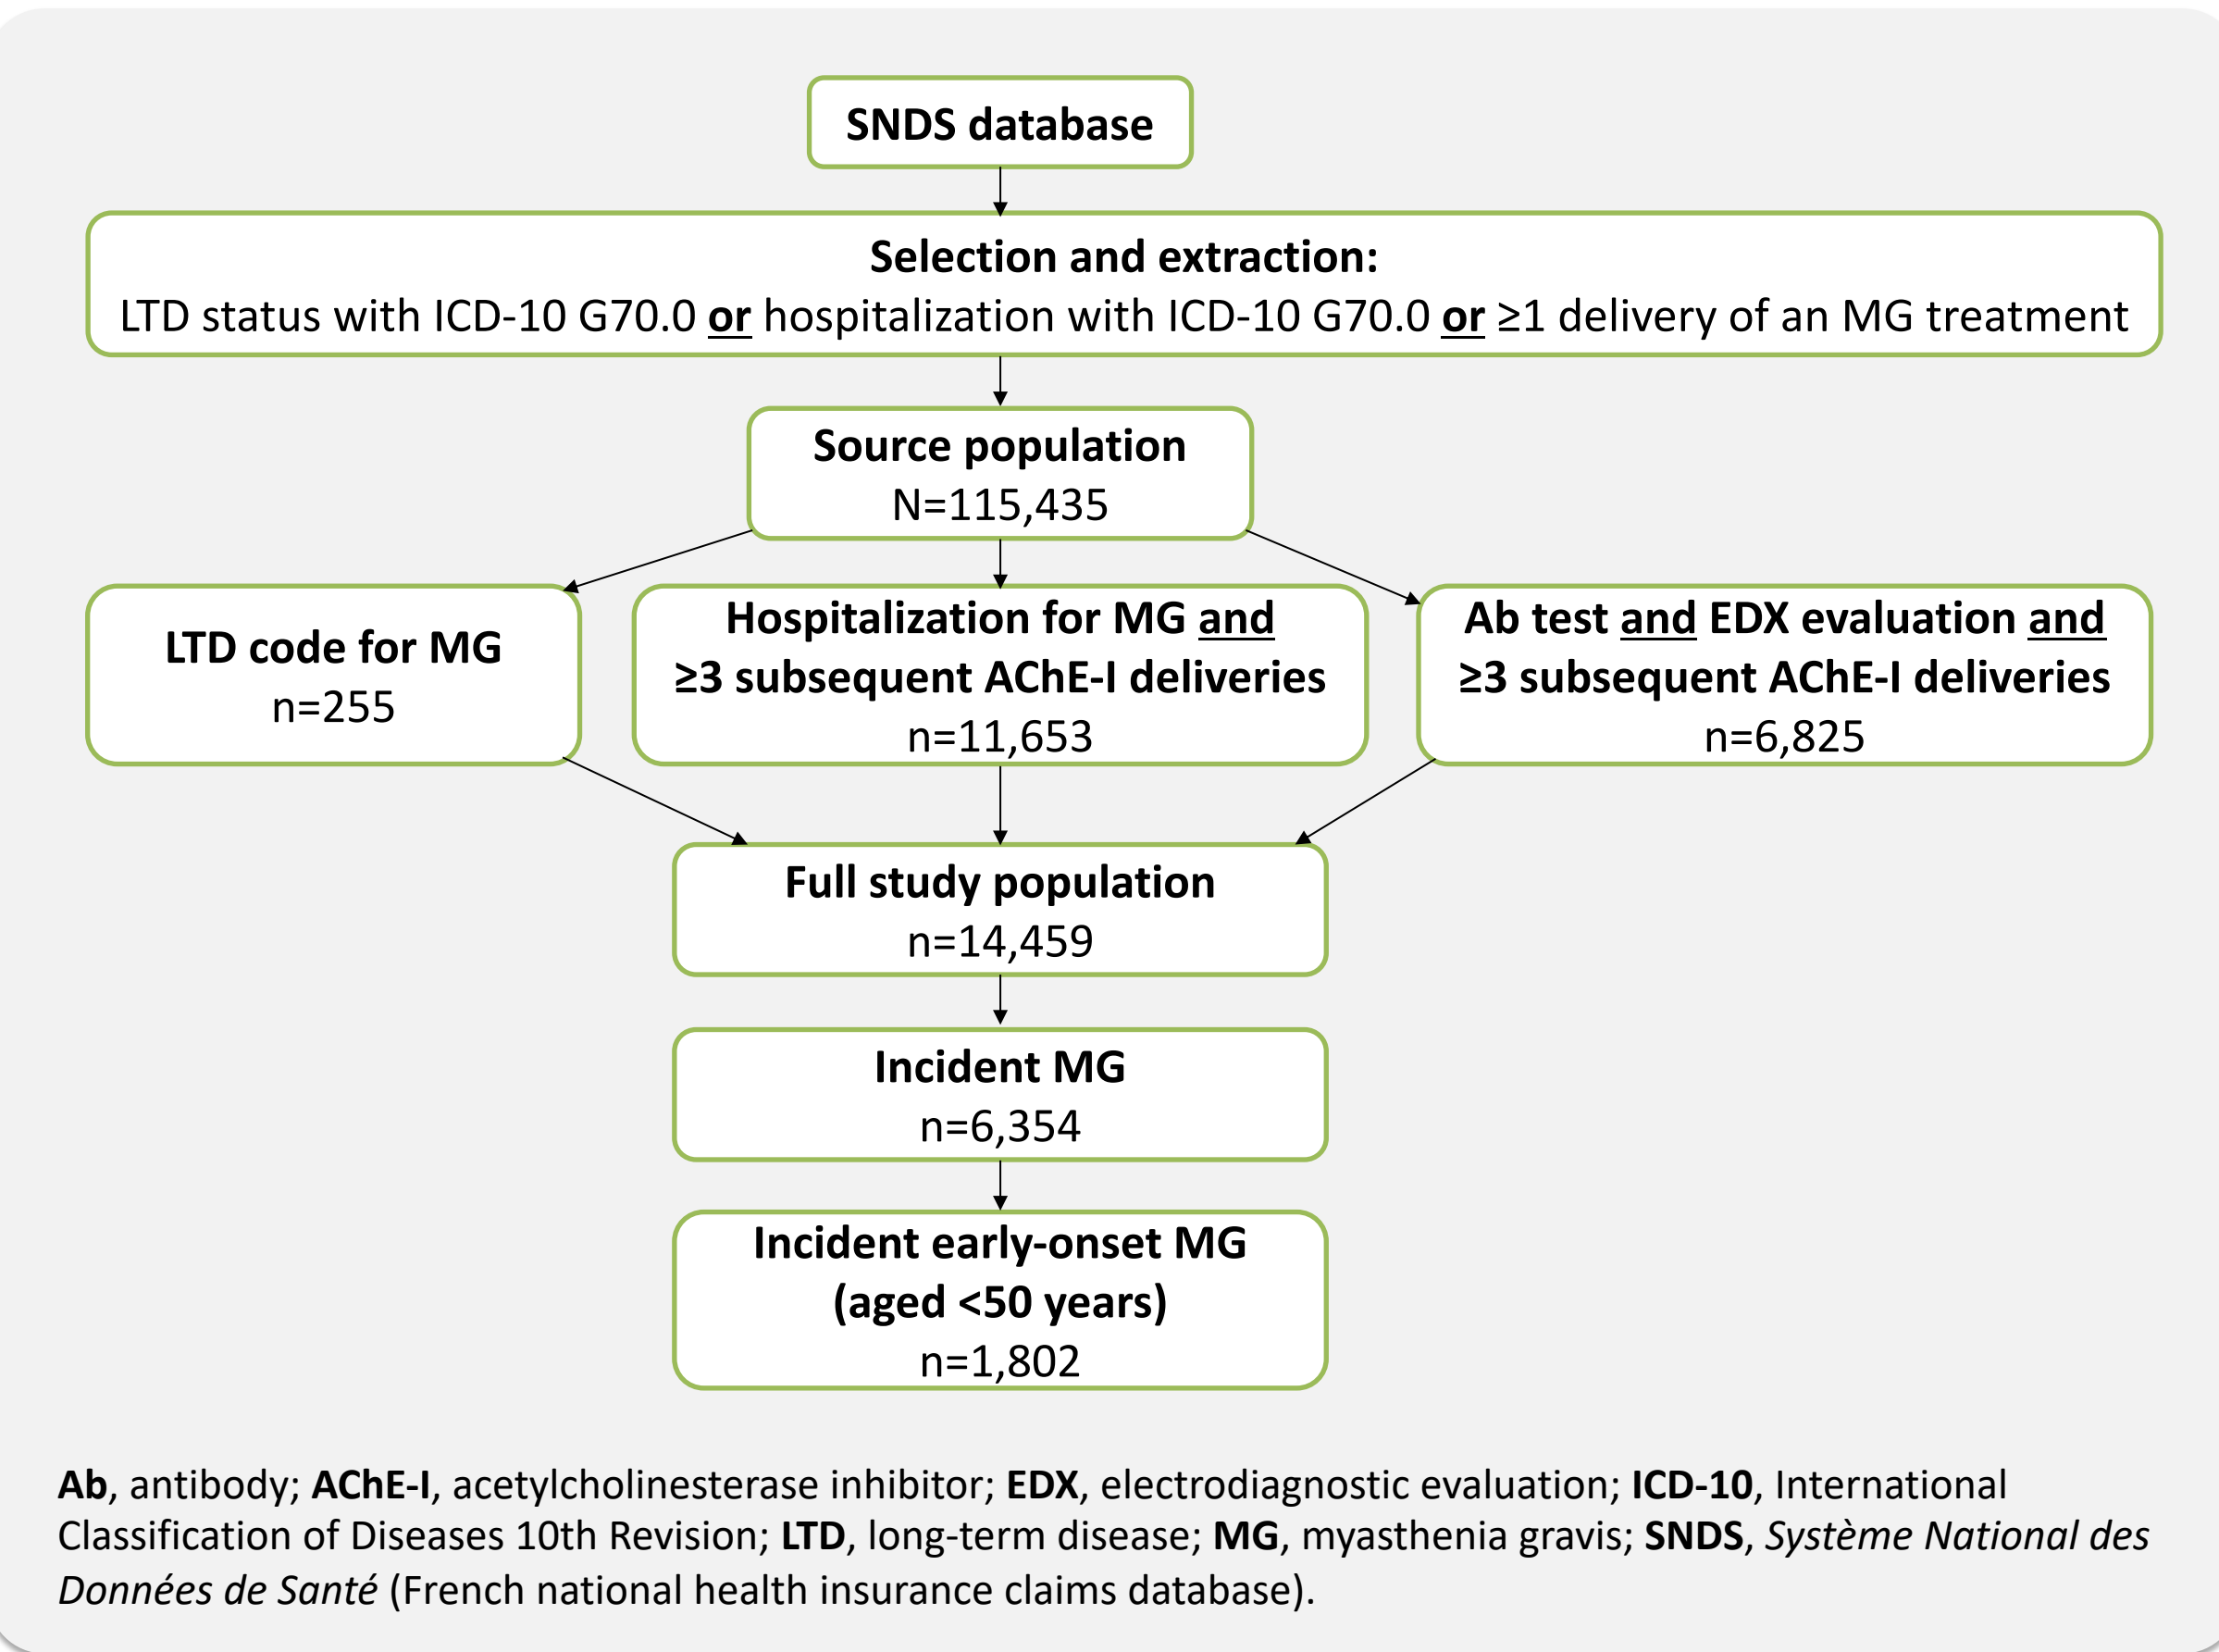 SNDS database
Selection and extraction:
LTD status with ICD-10 G70.0 or hospitalization with ICD-10 G70.0 or ≥1 delivery of an MG treatment
Source population
N=115,435
LTD code for MG
n=255
Hospitalization for MG and
≥3 subsequent AChE-I deliveries
n=11,653
Ab test and EDX evaluation and
≥3 subsequent AChE-I deliveries
n=6,825
Full study population
n=14,459
Incident MG
n=6,354
Incident early-onset MG
(aged <50 years)
n=1,802
Ab, antibody; AChE-I, acetylcholinesterase inhibitor; EDX, electrodiagnostic evaluation; ICD-10, International
Classification of Diseases 10th Revision; LTD, long-term disease; MG, myasthenia gravis; SNDS, Système National des
Données de Santé (French national health insurance claims database).